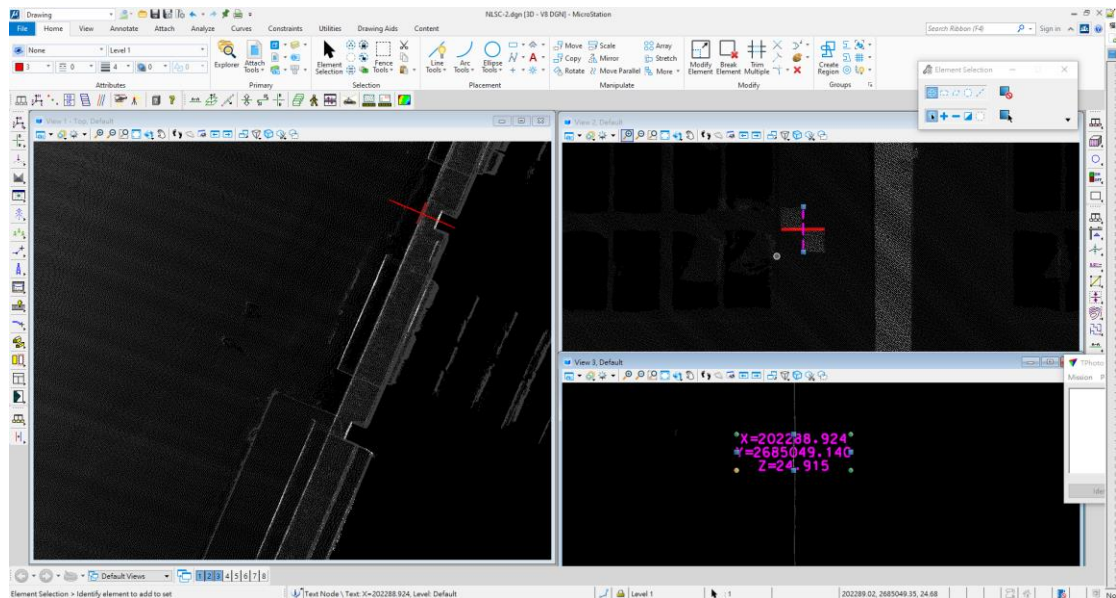 Drawing
NLSC-2.dgn [3D - V8 DGN] - MicroStation
File Home View Annotate Attach Analyze Curves Constraints Utilities Drawing Aids Content
Search Ribbon (F4)
Sign in
None
Level 1
3 0 4 0 0
Explorer
Attach Tools
Element Selection
Fence Tools
Line Tools
Arc Tools
Ellipse Tools
Move Scale Array
Copy Mirror Stretch
Rotate Move Parallel More
Modify Element
Break Element
Trim Multiple
Create Region
Attributes Primary Selection Placement Manipulate Modify Groups
Element Selection
View 1 - Top, Default
View 2, Default
View 3, Default
X=202288.924
Y=2685049.140
Z=24.915
TPhoto
Mission
Default Views
1 2 3 4 5 6 7 8
Element Selection > Identify element to add to set
Text Node \ Text: X=202288.924, Level: Default
Level 1
: 1
202289.02, 2685049.35, 24.68